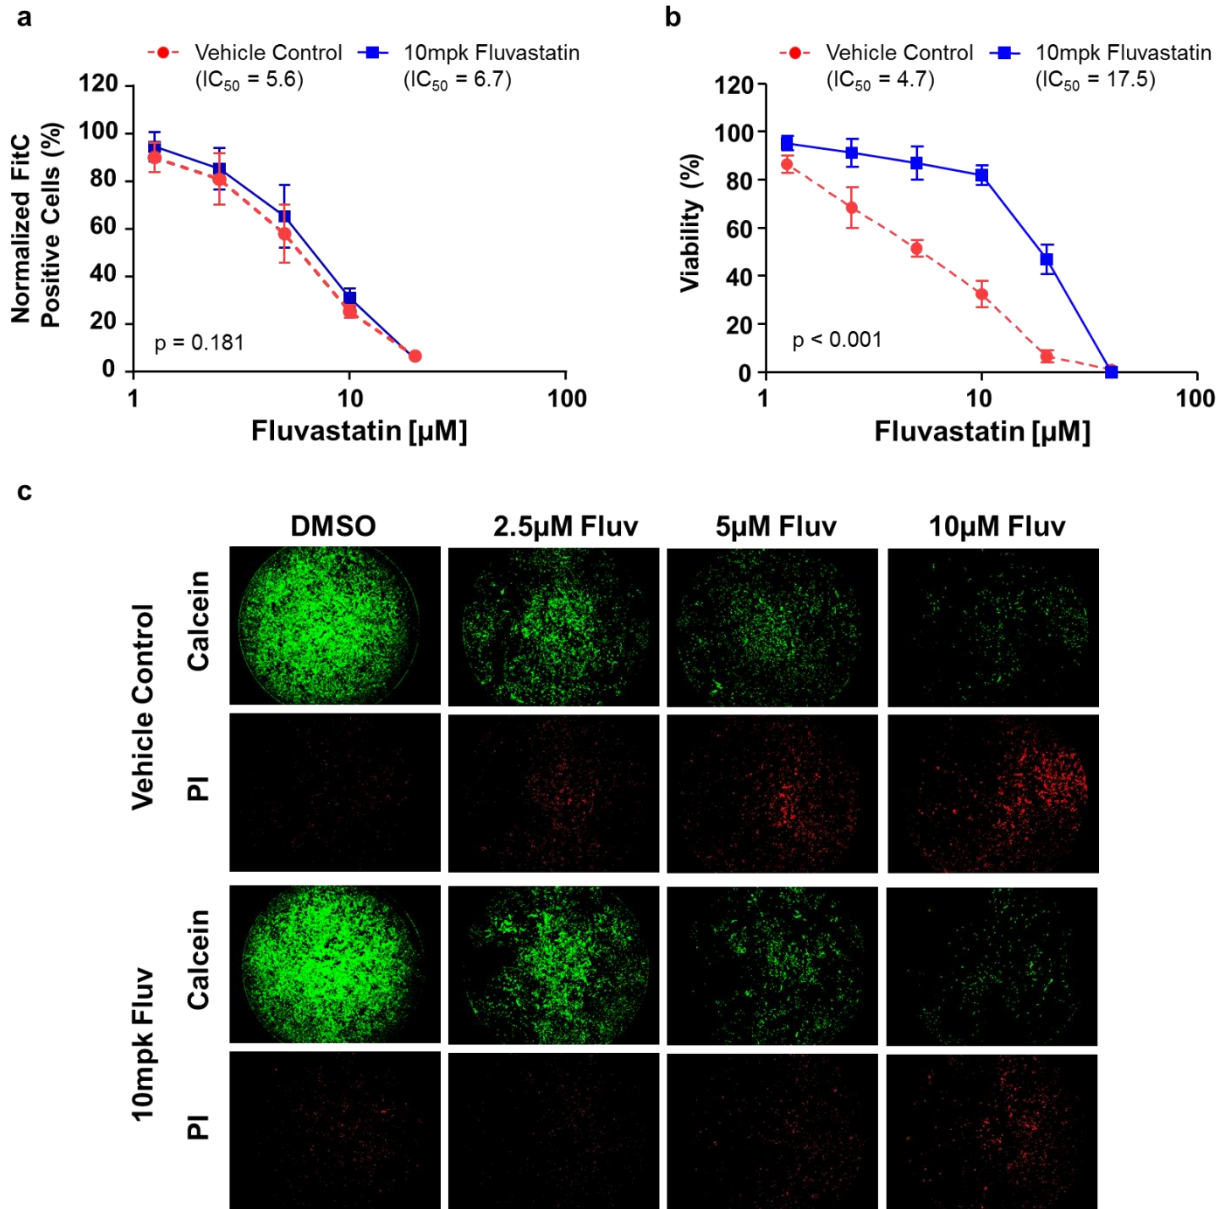 a
Vehicle Control 10mpk Fluvastatin
(IC50 = 5.6) (IC50 = 6.7)
120
100
80
60
40
20
0
Normalized FitC
Positive Cells (%)
p = 0.181
1 10 100
Fluvastatin [µM]
b
Vehicle Control 10mpk Fluvastatin
(IC50 = 4.7) (IC50 = 17.5)
120
100
80
60
40
20
0
Viability (%)
p < 0.001
1 10 100
Fluvastatin [µM]
c
DMSO 2.5µM Fluv 5µM Fluv 10µM Fluv
Vehicle Control
Calcein
PI
10mpk Fluv
Calcein
PI